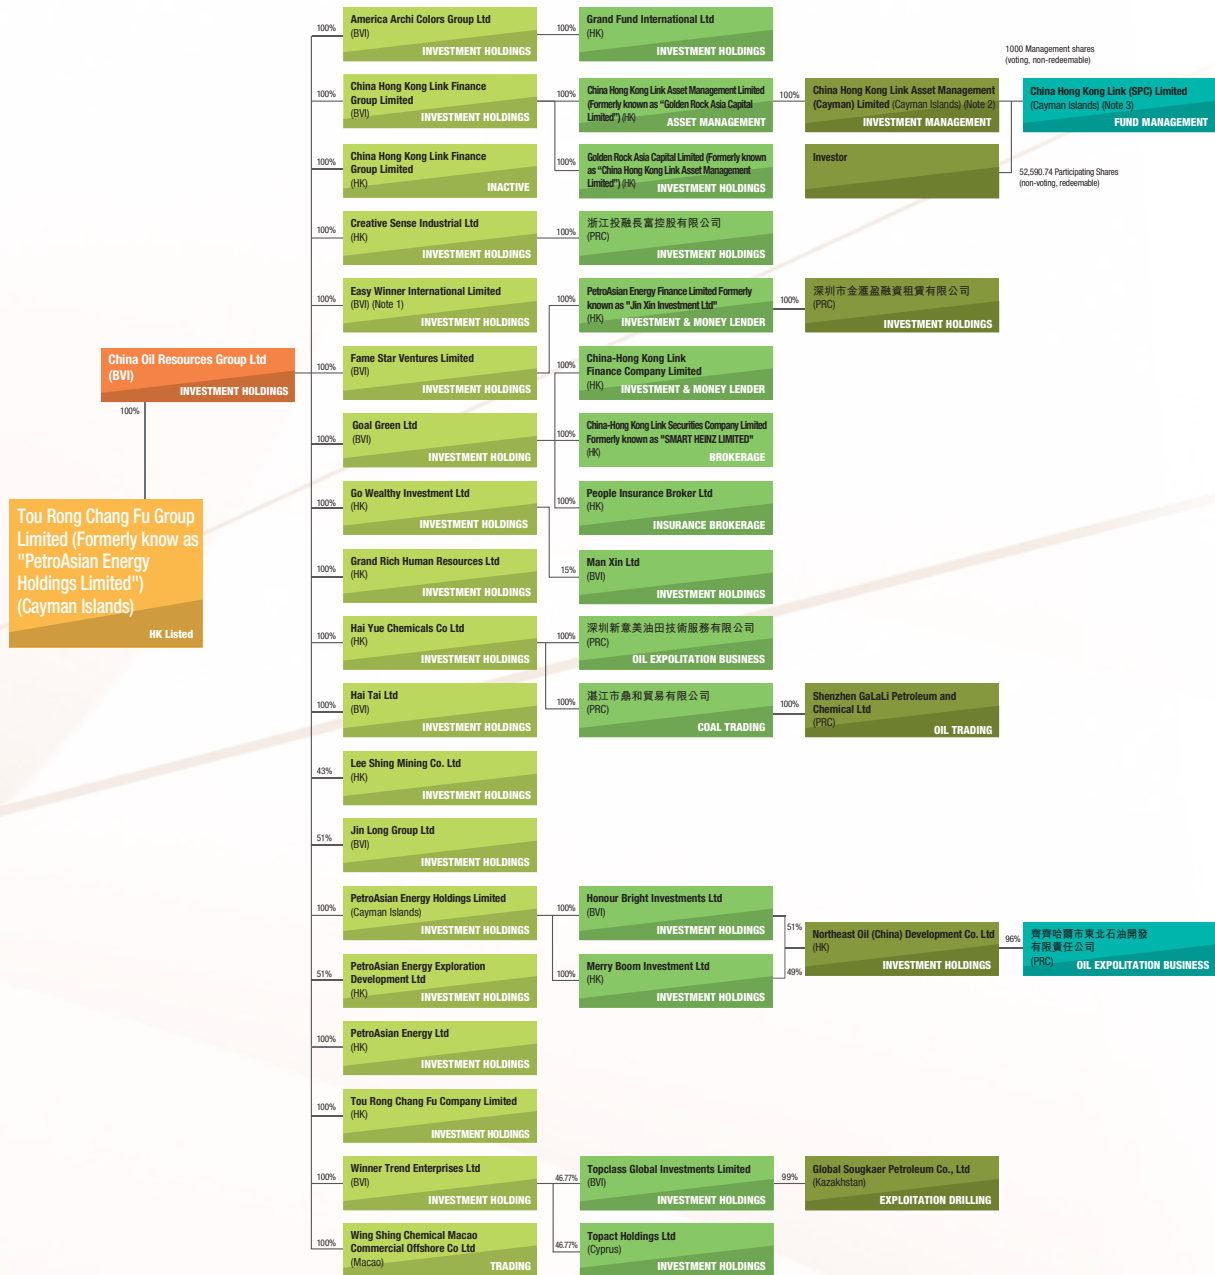 Tou Rong Chang Fu Group
Limited (Formerly know as
"PetroAsian Energy
Holdings Limited")
(Cayman Islands)
HK Listed
100%
China Oil Resources Group Ltd
(BVI)
INVESTMENT HOLDINGS
100%
America Archi Colors Group Ltd
(BVI)
INVESTMENT HOLDINGS
100%
Grand Fund International Ltd
(HK)
INVESTMENT HOLDINGS
100%
China Hong Kong Link Finance
Group Limited
(BVI)
INVESTMENT HOLDINGS
100%
China Hong Kong Link Asset Management Limited
(Formerly known as “Golden Rock Asia Capital
Limited”) (HK)
ASSET MANAGEMENT
100%
China Hong Kong Link Asset Management
(Cayman) Limited (Cayman Islands) (Note 2)
INVESTMENT MANAGEMENT
1000 Management shares
(voting, non-redeemable)
China Hong Kong Link (SPC) Limited
(Cayman Islands) (Note 3)
FUND MANAGEMENT
100%
China Hong Kong Link Finance
Group Limited
(HK)
INACTIVE
100%
Golden Rock Asia Capital Limited (Formerly known
as “China Hong Kong Link Asset Management
Limited”) (HK)
INVESTMENT HOLDINGS
Investor
52,590.74 Participating Shares
(non-voting, redeemable)
100%
Creative Sense Industrial Ltd
(HK)
INVESTMENT HOLDINGS
100%
浙江投融長富控股有限公司
(PRC)
INVESTMENT HOLDINGS
100%
Easy Winner International Limited
(BVI) (Note 1)
INVESTMENT HOLDINGS
100%
PetroAsian Energy Finance Limited Formerly
known as "Jin Xin Investment Ltd"
(HK)
INVESTMENT & MONEY LENDER
100%
深圳市金滙盈融資租賃有限公司
(PRC)
INVESTMENT HOLDINGS
100%
Fame Star Ventures Limited
(BVI)
INVESTMENT HOLDINGS
100%
China-Hong Kong Link
Finance Company Limited
(HK)
INVESTMENT & MONEY LENDER
100%
Goal Green Ltd
(BVI)
INVESTMENT HOLDING
100%
China-Hong Kong Link Securities Company Limited
Formerly known as "SMART HEINZ LIMITED"
(HK)
BROKERAGE
100%
Go Wealthy Investment Ltd
(HK)
INVESTMENT HOLDINGS
100%
People Insurance Broker Ltd
(HK)
INSURANCE BROKERAGE
100%
Grand Rich Human Resources Ltd
(HK)
INVESTMENT HOLDINGS
15%
Man Xin Ltd
(BVI)
INVESTMENT HOLDINGS
100%
Hai Yue Chemicals Co Ltd
(HK)
INVESTMENT HOLDINGS
100%
深圳新意美油田技術服務有限公司
(PRC)
OIL EXPOLITATION BUSINESS
100%
Hai Tai Ltd
(BVI)
INVESTMENT HOLDINGS
100%
湛江市鼎和貿易有限公司
(PRC)
COAL TRADING
100%
Shenzhen GaLaLi Petroleum and
Chemical Ltd
(PRC)
OIL TRADING
43%
Lee Shing Mining Co. Ltd
(HK)
INVESTMENT HOLDINGS
51%
Jin Long Group Ltd
(BVI)
INVESTMENT HOLDINGS
100%
PetroAsian Energy Holdings Limited
(Cayman Islands)
INVESTMENT HOLDINGS
100%
Honour Bright Investments Ltd
(BVI)
INVESTMENT HOLDINGS
51%
Northeast Oil (China) Development Co. Ltd
(HK)
INVESTMENT HOLDINGS
96%
齊齊哈爾市東北石油開發
有限責任公司
(PRC)
OIL EXPOLITATION BUSINESS
51%
PetroAsian Energy Exploration
Development Ltd
(HK)
INVESTMENT HOLDINGS
100%
Merry Boom Investment Ltd
(HK)
INVESTMENT HOLDINGS
49%
100%
PetroAsian Energy Ltd
(HK)
INVESTMENT HOLDINGS
100%
Tou Rong Chang Fu Company Limited
(HK)
INVESTMENT HOLDINGS
100%
Winner Trend Enterprises Ltd
(BVI)
INVESTMENT HOLDING
46.77%
Topclass Global Investments Limited
(BVI)
INVESTMENT HOLDINGS
99%
Global Sougkaer Petroleum Co., Ltd
(Kazakhstan)
EXPLOITATION DRILLING
100%
Wing Shing Chemical Macao
Commercial Offshore Co Ltd
(Macao)
TRADING
46.77%
Topact Holdings Ltd
(Cyprus)
INVESTMENT HOLDINGS